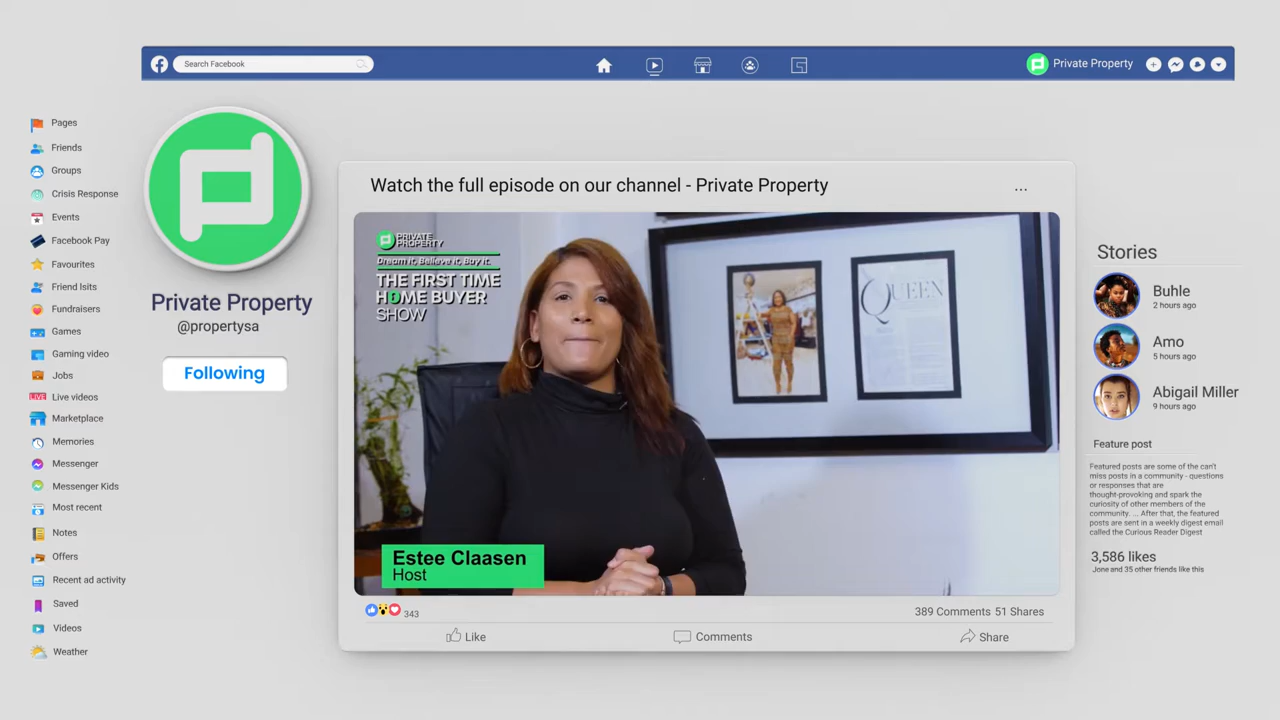 Search Facebook
Private Property
Pages
Friends
Groups
Crisis Response
Events
Facebook Pay
Favourites
Friend lsits
Fundraisers
Games
Gaming video
Jobs
LIVE Live videos
Marketplace
Memories
Messenger
Messenger Kids
Most recent
Notes
Offers
Recent ad activity
Saved
Videos
Weather
Private Property
@propertysa
Following
Watch the full episode on our channel - Private Property
...
PRIVATE
PROPERTY
Dream it, Believe it, Buy it.
THE FIRST TIME
HOME BUYER
SHOW
QUEEN
Estee Claasen
Host
343
389 Comments 51 Shares
Like
Comments
Share
Stories
Buhle
2 hours ago
Amo
5 hours ago
Abigail Miller
9 hours ago
Feature post
Featured posts are some of the can't
miss posts in a community - questions
or responses that are
thought-provoking and spark the
curiosity of other members of the
community. ... After that, the featured
posts are sent in a weekly digest email
called the Curious Reader Digest
3,586 likes
Jone and 35 other friends like this